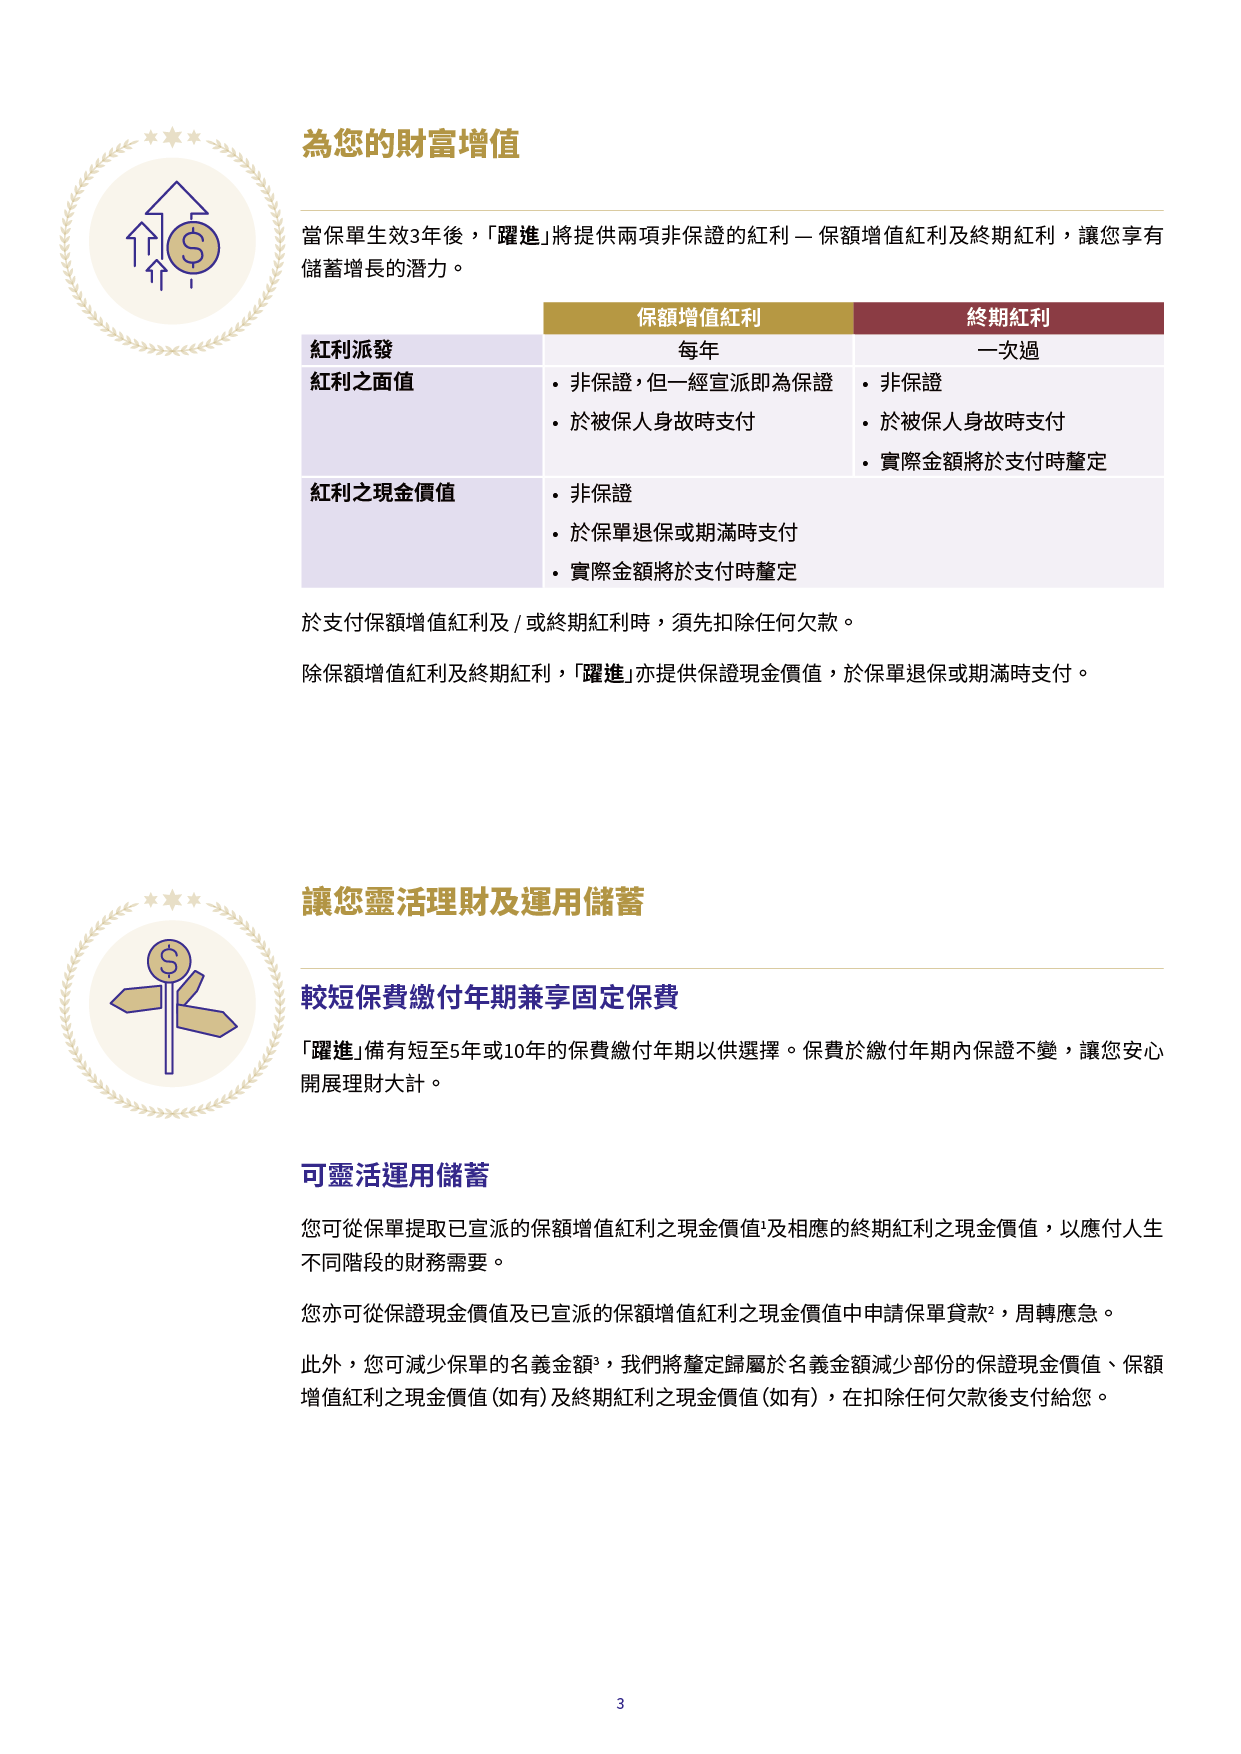 為您的財富增值
當保單生效3年後，「躍進」將提供兩項非保證的紅利 — 保額增值紅利及終期紅利，讓您享有
儲蓄增長的潛力。
保額增值紅利 終期紅利
紅利派發 每年 一次過
紅利之面值 • 非保證，但一經宣派即為保證 • 非保證
• 於被保人身故時支付 • 於被保人身故時支付
• 實際金額將於支付時釐定
紅利之現金價值 • 非保證
• 於保單退保或期滿時支付
• 實際金額將於支付時釐定
於支付保額增值紅利及 / 或終期紅利時，須先扣除任何欠款。
除保額增值紅利及終期紅利，「躍進」亦提供保證現金價值，於保單退保或期滿時支付。
讓您靈活理財及運用儲蓄
較短保費繳付年期兼享固定保費
「躍進」備有短至5年或10年的保費繳付年期以供選擇。保費於繳付年期內保證不變，讓您安心
開展理財大計。
可靈活運用儲蓄
您可從保單提取已宣派的保額增值紅利之現金價值¹及相應的終期紅利之現金價值，以應付人生
不同階段的財務需要。
您亦可從保證現金價值及已宣派的保額增值紅利之現金價值中申請保單貸款²，周轉應急。
此外，您可減少保單的名義金額³，我們將釐定歸屬於名義金額減少部份的保證現金價值、保額
增值紅利之現金價值（如有）及終期紅利之現金價值（如有），在扣除任何欠款後支付給您。
3